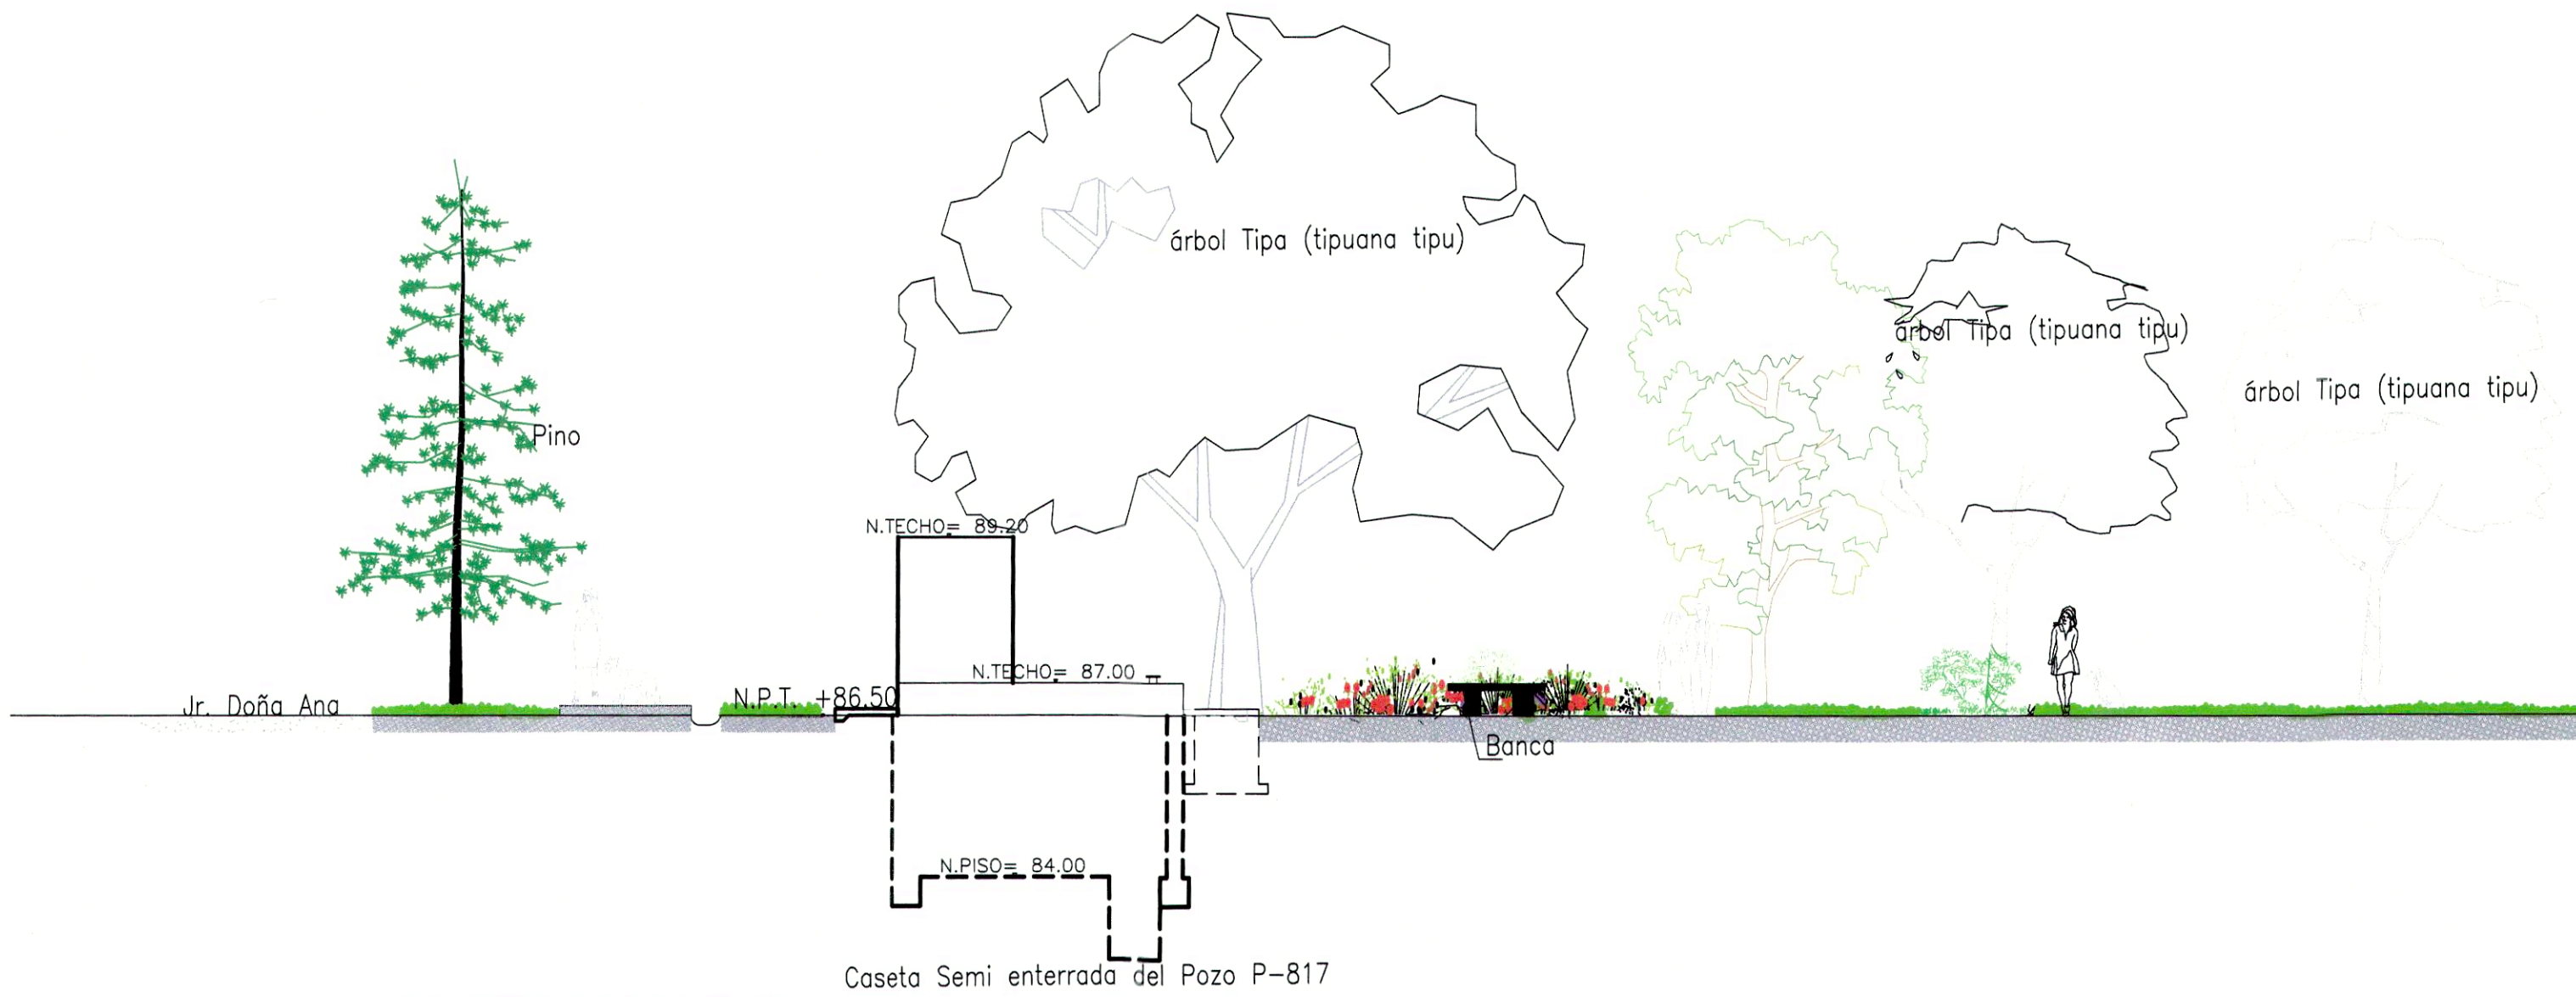 árbol Tipa (tipuana tipu)
árbol Tipa (tipuana tipu)
árbol Tipa (tipuana tipu)
Pino
N.TECHO= 89.20
N.TECHO= 87.00
Jr. Doña Ana
N.P.T. +86.50
Banca
N.PISO= 84.00
Caseta Semi enterrada del Pozo P-817